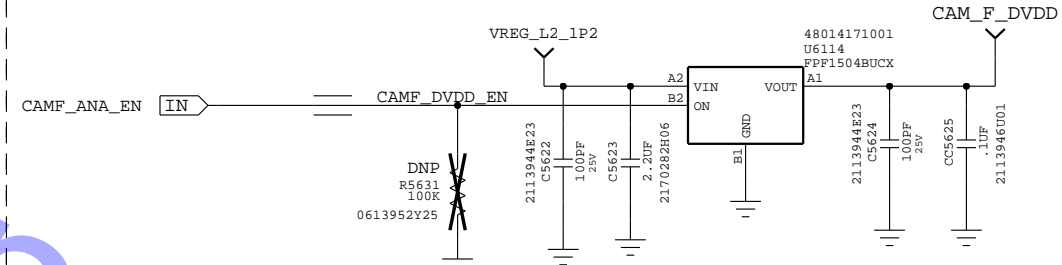 CAM_F_DVDD
VREG_L2_1P2
48014171001
U6114
FPF1504BUCX
A2
VIN
VOUT
A1
CAMF_ANA_EN
IN
CAMF_DVDD_EN
B2
ON
GND
B1
2113944E23
C5622
100PF
25V
C5623
2.2UF
2170282H06
2113944E23
C5624
100PF
25V
CC5625
.1UF
2113946U01
DNP
R5631
100K
0613952Y25